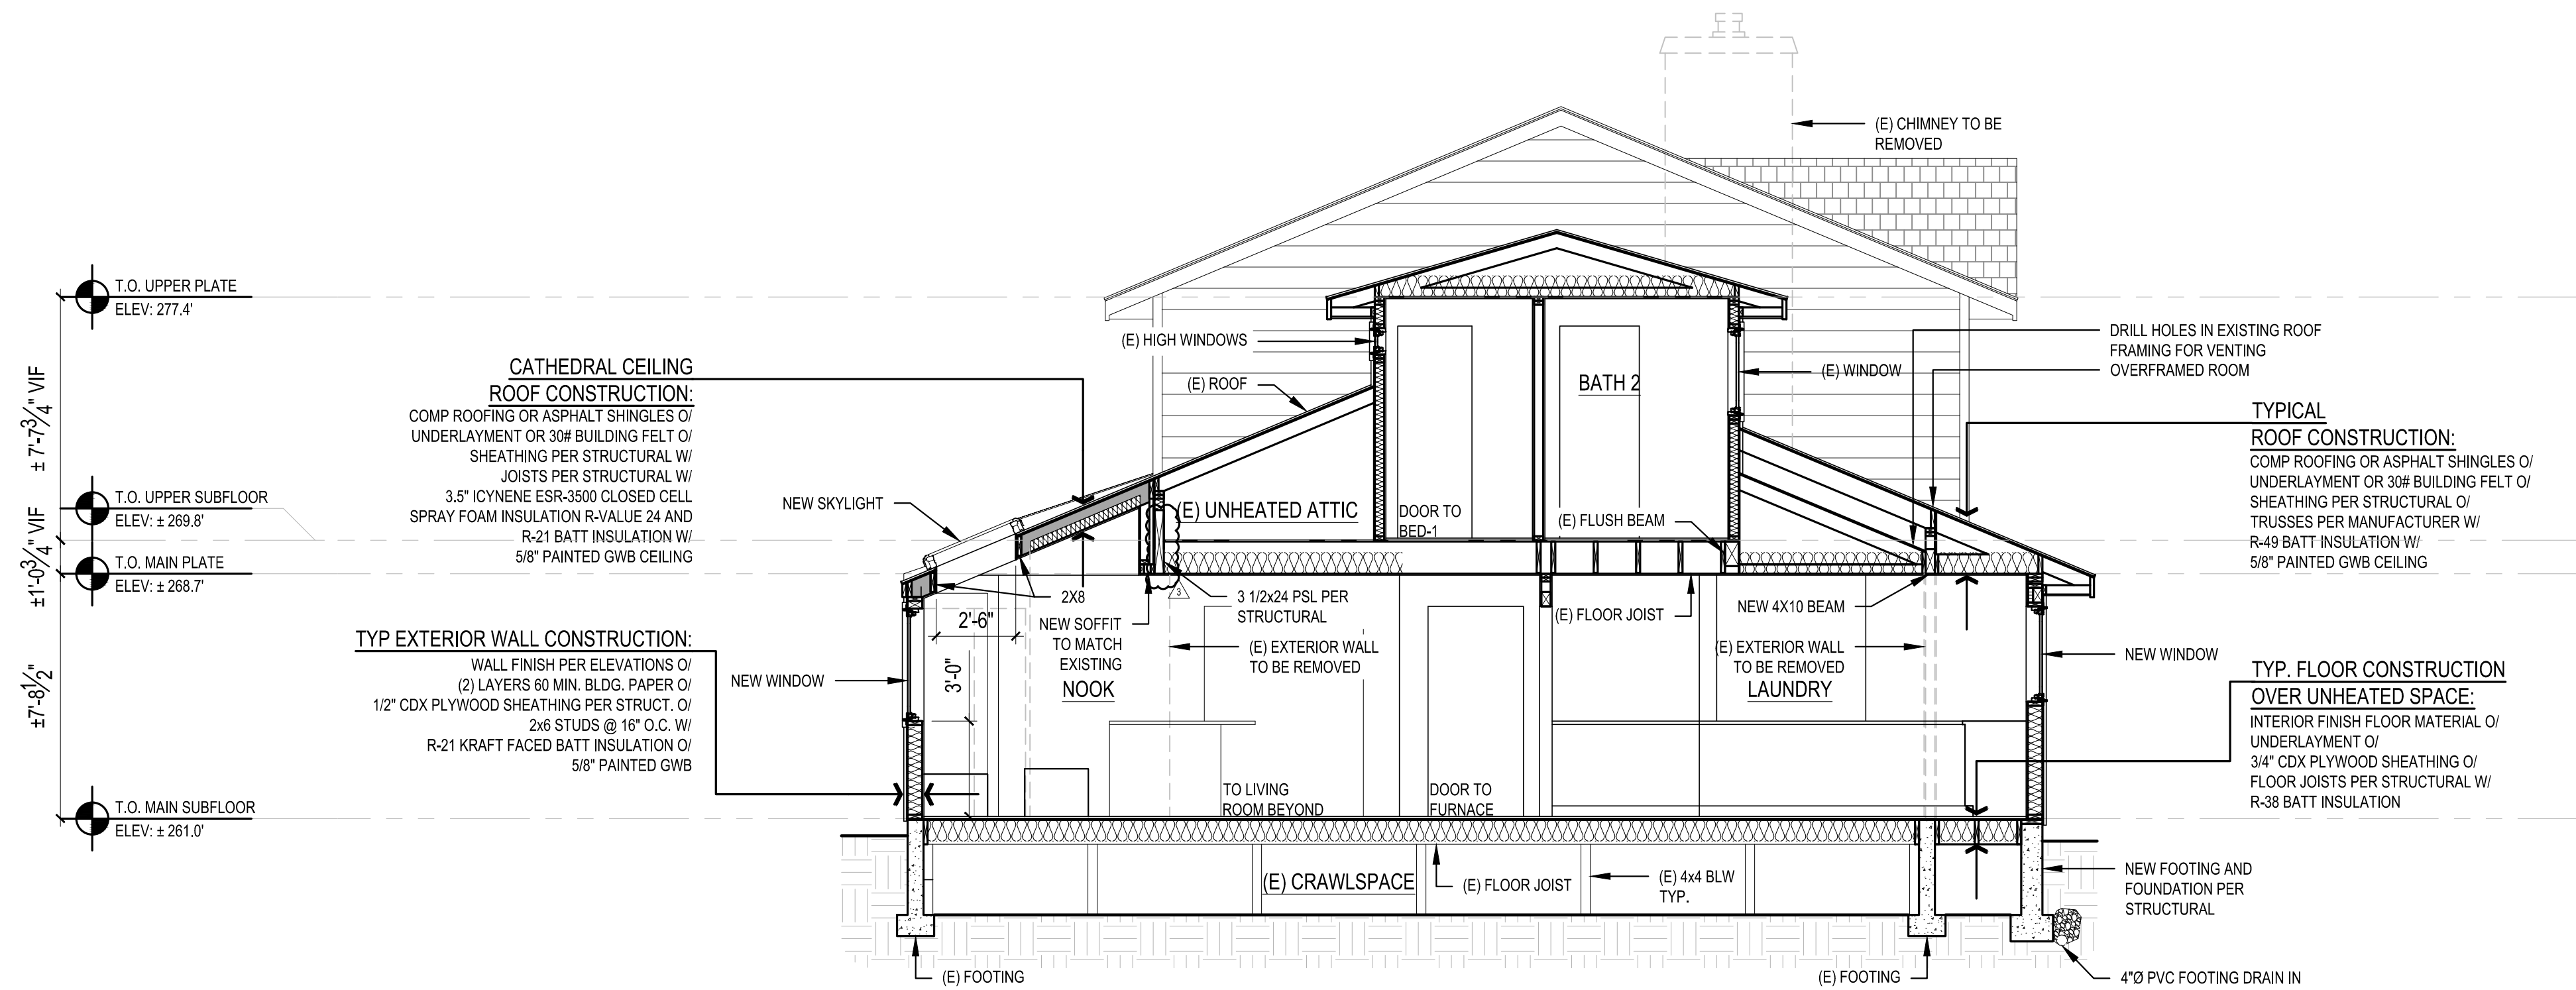 (E) CHIMNEY TO BE
REMOVED
T.O. UPPER PLATE
ELEV: 277.4'
± 7'-7 3/4" VIF
T.O. UPPER SUBFLOOR
ELEV: ± 269.8'
±1'-0 3/4" VIF
T.O. MAIN PLATE
ELEV: ± 268.7'
±7'-8 1/2"
T.O. MAIN SUBFLOOR
ELEV: ± 261.0'
CATHEDRAL CEILING
ROOF CONSTRUCTION:
COMP ROOFING OR ASPHALT SHINGLES O/
UNDERLAYMENT OR 30# BUILDING FELT O/
SHEATHING PER STRUCTURAL W/
JOISTS PER STRUCTURAL W/
3.5" ICYNENE ESR-3500 CLOSED CELL
SPRAY FOAM INSULATION R-VALUE 24 AND
R-21 BATT INSULATION W/
5/8" PAINTED GWB CEILING
TYP EXTERIOR WALL CONSTRUCTION:
WALL FINISH PER ELEVATIONS O/
(2) LAYERS 60 MIN. BLDG. PAPER O/
1/2" CDX PLYWOOD SHEATHING PER STRUCT. O/
2x6 STUDS @ 16" O.C. W/
R-21 KRAFT FACED BATT INSULATION O/
5/8" PAINTED GWB
NEW SKYLIGHT
NEW WINDOW
(E) HIGH WINDOWS
(E) ROOF
(E) UNHEATED ATTIC
DOOR TO
BED-1
BATH 2
(E) WINDOW
(E) FLUSH BEAM
2X8
2'-6"
3'-0"
NEW SOFFIT
TO MATCH
EXISTING
NOOK
3
3 1/2x24 PSL PER
STRUCTURAL
(E) EXTERIOR WALL
TO BE REMOVED
(E) FLOOR JOIST
NEW 4X10 BEAM
(E) EXTERIOR WALL
TO BE REMOVED
LAUNDRY
TO LIVING
ROOM BEYOND
DOOR TO
FURNACE
(E) CRAWLSPACE
(E) FLOOR JOIST
(E) 4x4 BLW
TYP.
(E) FOOTING
(E) FOOTING
DRILL HOLES IN EXISTING ROOF
FRAMING FOR VENTING
OVERFRAMED ROOM
TYPICAL
ROOF CONSTRUCTION:
COMP ROOFING OR ASPHALT SHINGLES O/
UNDERLAYMENT OR 30# BUILDING FELT O/
SHEATHING PER STRUCTURAL O/
TRUSSES PER MANUFACTURER W/
R-49 BATT INSULATION W/
5/8" PAINTED GWB CEILING
NEW WINDOW
TYP. FLOOR CONSTRUCTION
OVER UNHEATED SPACE:
INTERIOR FINISH FLOOR MATERIAL O/
UNDERLAYMENT O/
3/4" CDX PLYWOOD SHEATHING O/
FLOOR JOISTS PER STRUCTURAL W/
R-38 BATT INSULATION
NEW FOOTING AND
FOUNDATION PER
STRUCTURAL
4"Ø PVC FOOTING DRAIN IN